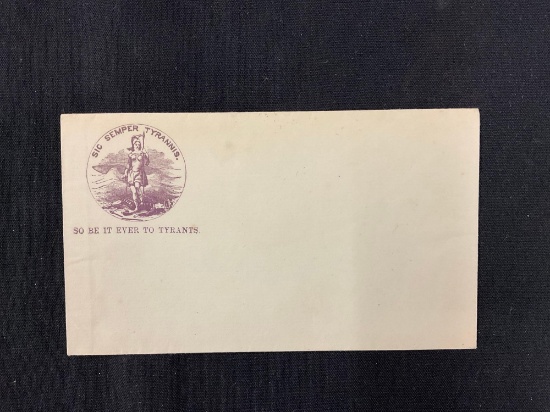 SIC SEMPER TYRANNIS.
SO BE IT EVER TO TYRANTS.